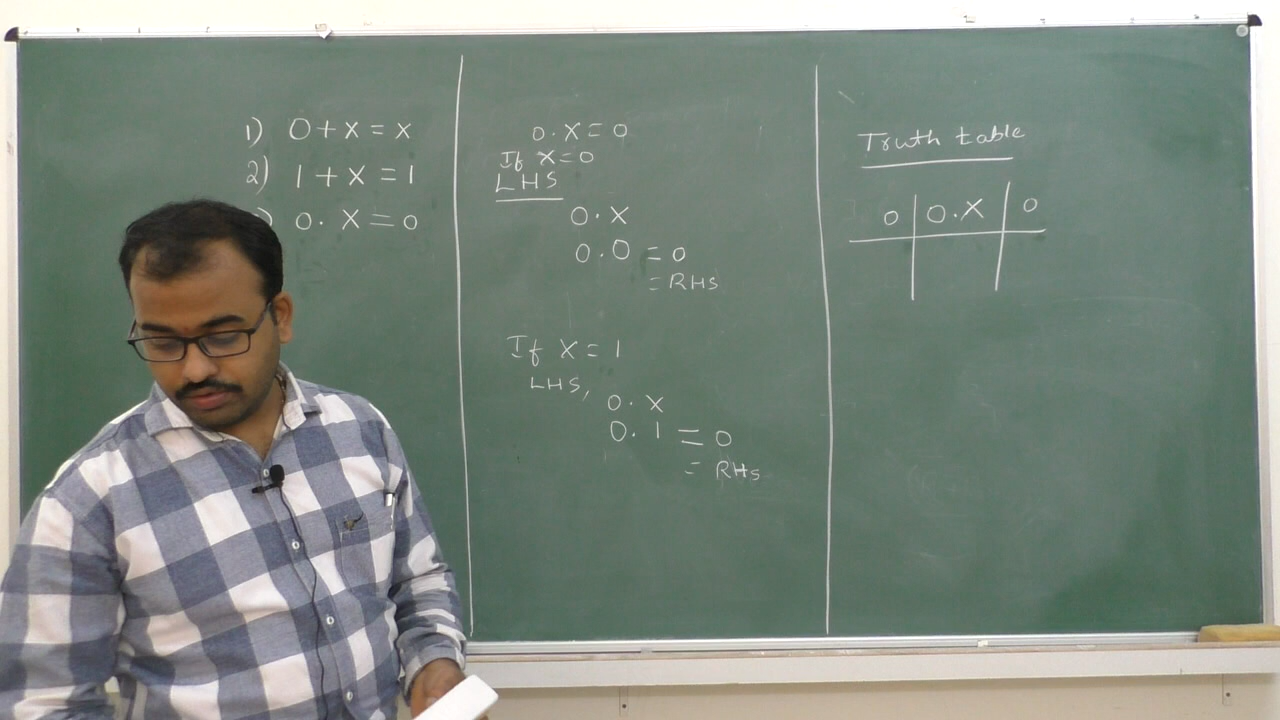 1) 0+x=x
2) 1+x=1
) 0. X=0
0.X=0
If X=0
LHS
0.X
0.0 =0
=RHS
If X=1
LHS,
0.X
0.1 =0
= RHS
Truth table
0 0.X 0